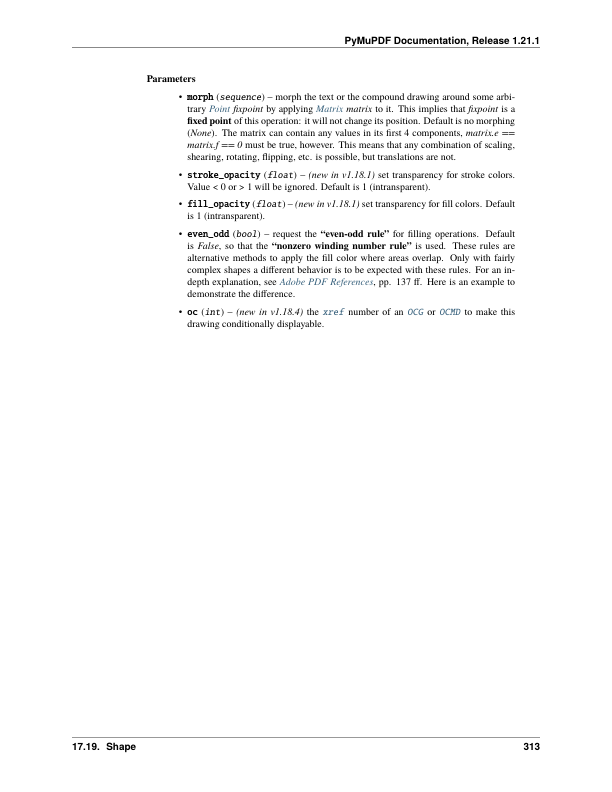 PyMuPDF Documentation, Release 1.21.1
Parameters
• morph (sequence) – morph the text or the compound drawing around some arbi-
trary Point fixpoint by applying Matrix matrix to it. This implies that fixpoint is a
fixed point of this operation: it will not change its position. Default is no morphing
(None). The matrix can contain any values in its first 4 components, matrix.e ==
matrix.f == 0 must be true, however. This means that any combination of scaling,
shearing, rotating, flipping, etc. is possible, but translations are not.
• stroke_opacity (float) – (new in v1.18.1) set transparency for stroke colors.
Value < 0 or > 1 will be ignored. Default is 1 (intransparent).
• fill_opacity (float) – (new in v1.18.1) set transparency for fill colors. Default
is 1 (intransparent).
• even_odd (bool) – request the “even-odd rule” for filling operations. Default
is False, so that the “nonzero winding number rule” is used. These rules are
alternative methods to apply the fill color where areas overlap. Only with fairly
complex shapes a different behavior is to be expected with these rules. For an in-
depth explanation, see Adobe PDF References, pp. 137 ff. Here is an example to
demonstrate the difference.
• oc (int) – (new in v1.18.4) the xref number of an OCG or OCMD to make this
drawing conditionally displayable.
17.19. Shape 313